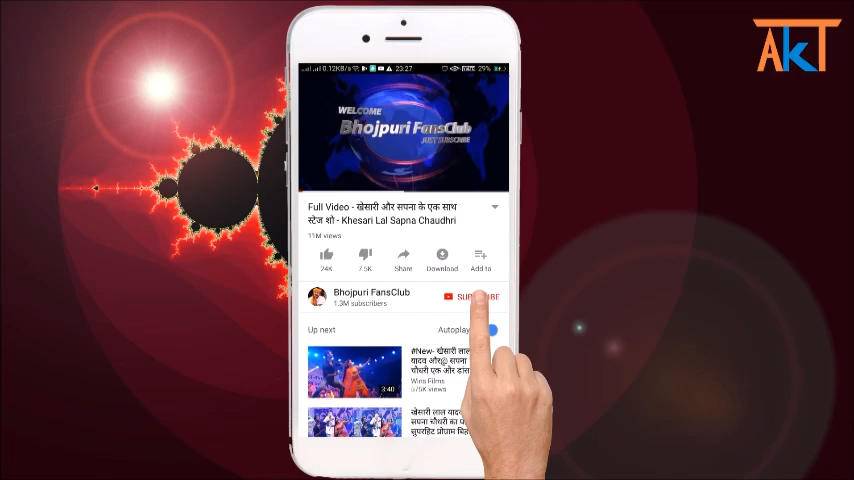 AKT
0.12KB/s 23:27 29%
WELCOME
Bhojpuri FansClub
JUST SUBSCRIBE
Full Video - खेसारी और सपना के एक साथ
स्टेज शो - Khesari Lal Sapna Chaudhri
11M views
24K 7.5K Share Download Add to
Bhojpuri FansClub
1.3M subscribers
Up next Autoplay
#New- खेसारी लाल
यादव और@ सपना
चौधरी एक और डांस
Wins Films
675K views
3:40
खेसारी लाल यादव
सपना चौधरी का
सुपरहिट प्रोग्राम